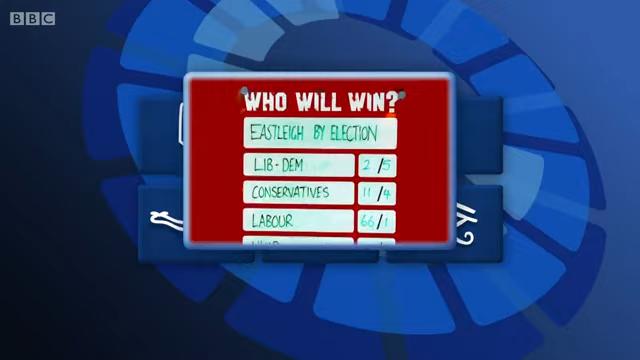 BBC
WHO WILL WIN?
EASTLEIGH BY ELECTION
LIB-DEM 2/5
CONSERVATIVES 11/4
LABOUR 66/1